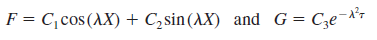 F = C₁cos(λX) + C₂sin(λX) and G = C₃e^{-λ²τ}